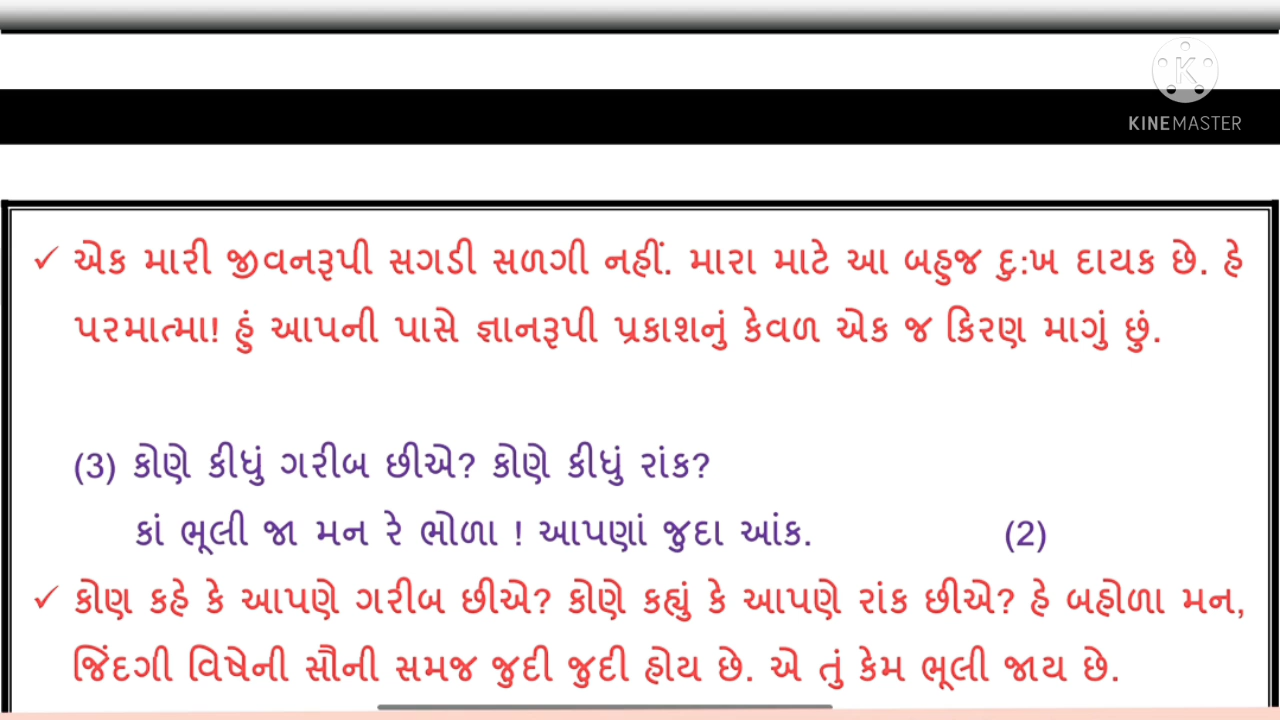 KINEMASTER
✓ એક મારી જીવનરૂપી સગડી સળગી નહીં. મારા માટે આ બહુજ દુ:ખ દાયક છે. હે
પરમાત્મા! હું આપની પાસે જ્ઞાનરૂપી પ્રકાશનું કેવળ એક જ કિરણ માગું છું.
(3) કોણે કીધું ગરીબ છીએ? કોણે કીધું રાંક?
કાં ભૂલી જા મન રે ભોળા ! આપણાં જુદા આંક. (2)
✓ કોણ કહે કે આપણે ગરીબ છીએ? કોણે કહ્યું કે આપણે રાંક છીએ? હે બહોળા મન,
જિંદગી વિષેની સૌની સમજ જુદી જુદી હોય છે. એ તું કેમ ભૂલી જાય છે.